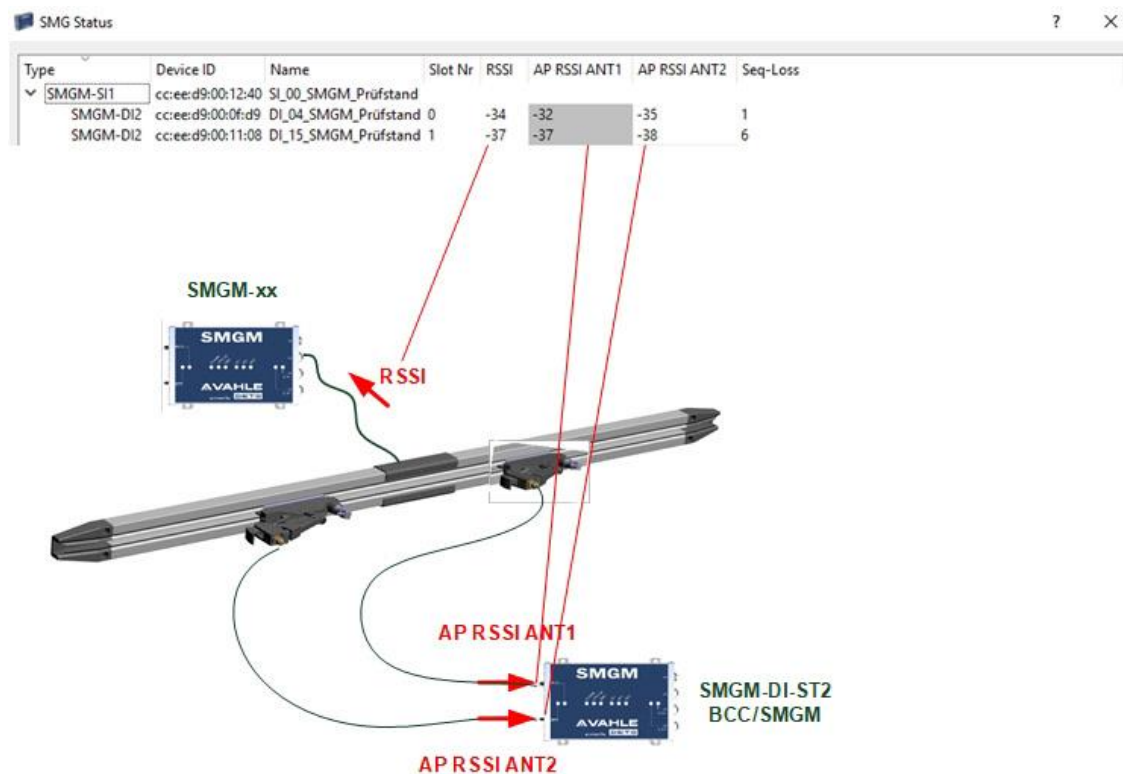 SMG Status ? ×
Type Device ID Name Slot Nr RSSI AP RSSI ANT1 AP RSSI ANT2 Seq-Loss
SMGM-SI1 cc:ee:d9:00:12:40 SI_00_SMGM_Prüfstand
SMGM-DI2 cc:ee:d9:00:0f:d9 DI_04_SMGM_Prüfstand 0 -34 -32 -35 1
SMGM-DI2 cc:ee:d9:00:11:08 DI_15_SMGM_Prüfstand 1 -37 -37 -38 6
SMGM-xx
SMGM
AVAHLE
RSSI
AP RSSI ANT1
SMGM
AVAHLE
SMGM-DI-ST2
BCC/SMGM
AP RSSI ANT2